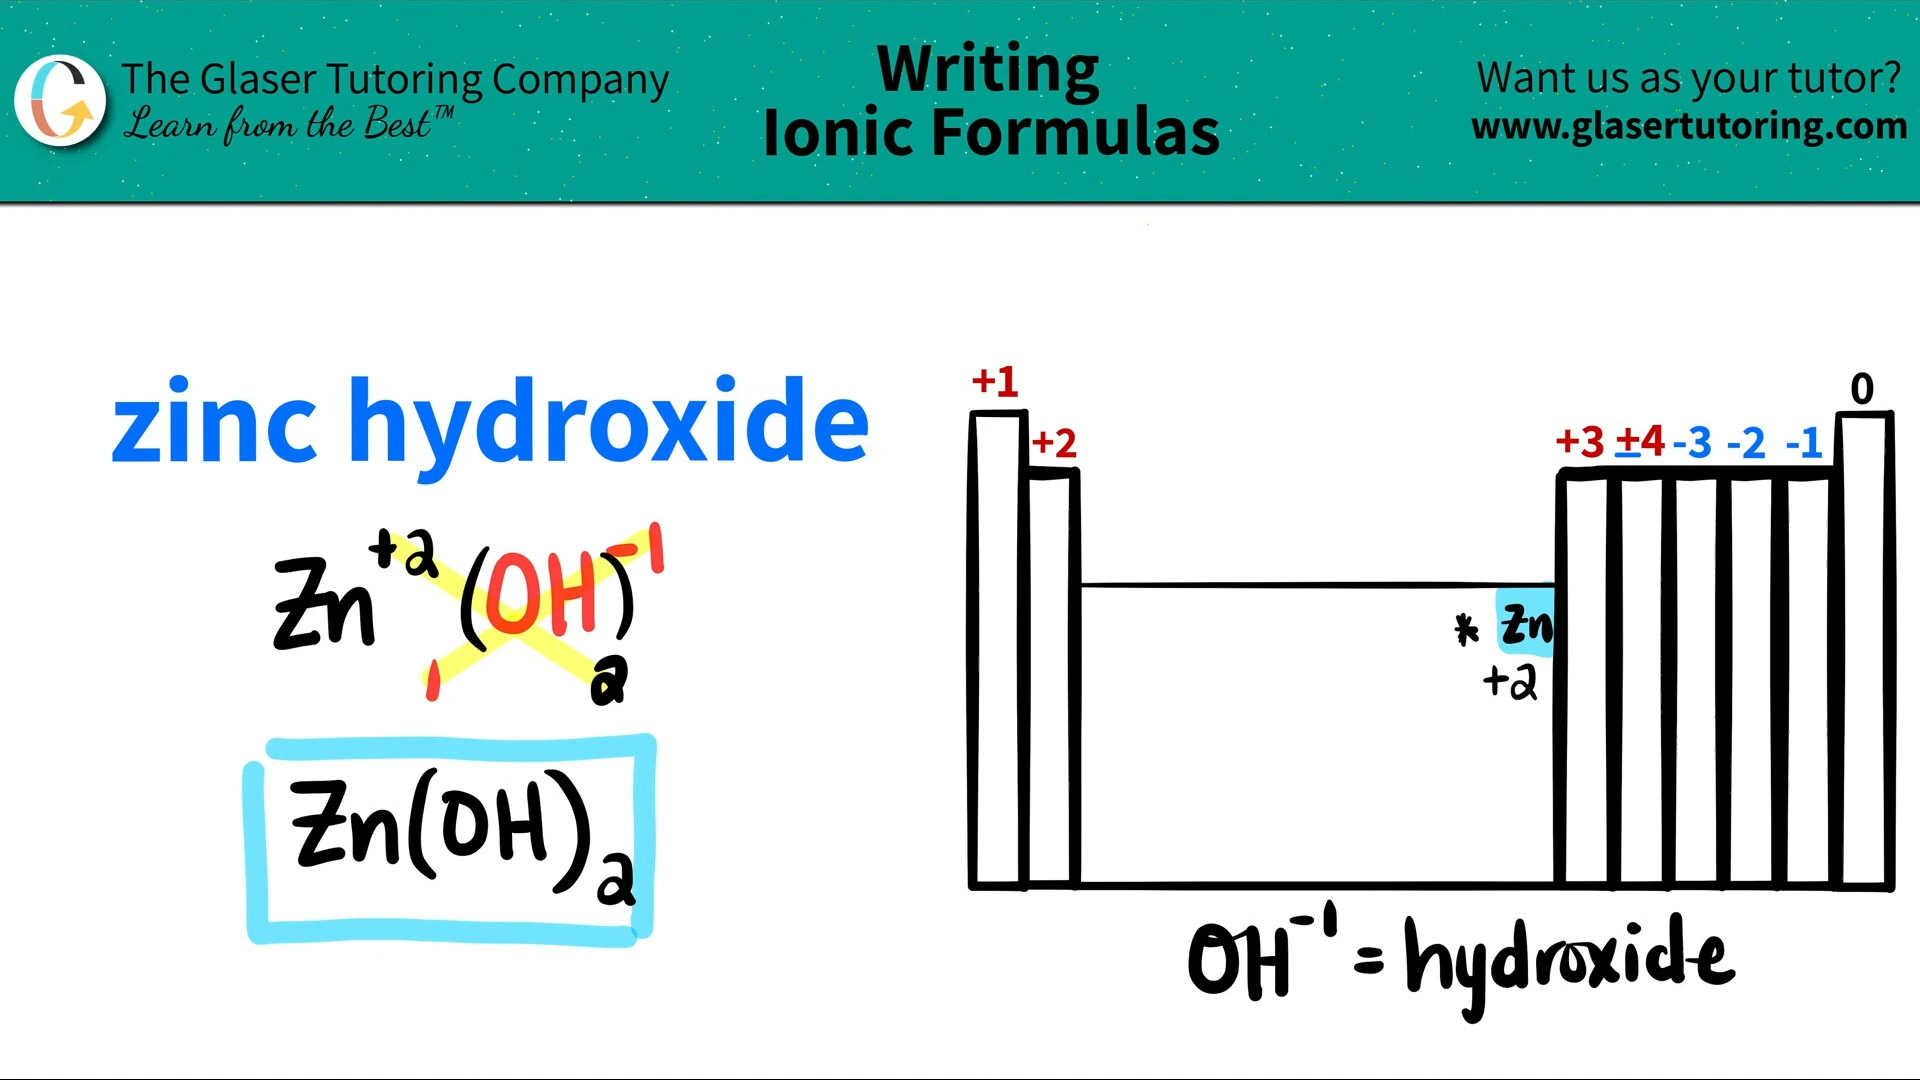 The Glaser Tutoring Company
Learn from the Best™
Writing
Ionic Formulas
Want us as your tutor?
www.glasertutoring.com
zinc hydroxide
Zn⁺² (OH)⁻¹
1 2
Zn(OH)₂
+1
+2
+3 ±4 -3 -2 -1
0
* Zn
+2
OH⁻¹ = hydroxide